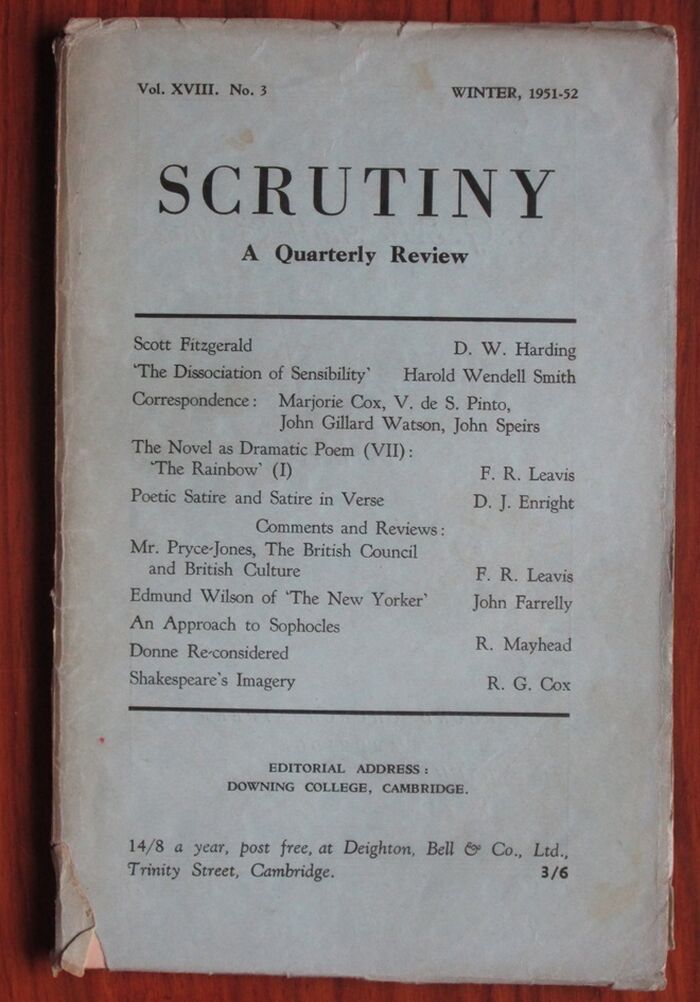 Vol. XVIII. No. 3 WINTER, 1951-52
SCRUTINY
A Quarterly Review
Scott Fitzgerald D. W. Harding
'The Dissociation of Sensibility' Harold Wendell Smith
Correspondence: Marjorie Cox, V. de S. Pinto,
John Gillard Watson, John Speirs
The Novel as Dramatic Poem (VII):
'The Rainbow' (I) F. R. Leavis
Poetic Satire and Satire in Verse D. J. Enright
Comments and Reviews:
Mr. Pryce-Jones, The British Council
and British Culture F. R. Leavis
Edmund Wilson of 'The New Yorker' John Farrelly
An Approach to Sophocles
Donne Re-considered R. Mayhead
Shakespeare's Imagery R. G. Cox
EDITORIAL ADDRESS:
DOWNING COLLEGE, CAMBRIDGE.
14/8 a year, post free, at Deighton, Bell & Co., Ltd.,
Trinity Street, Cambridge. 3/6